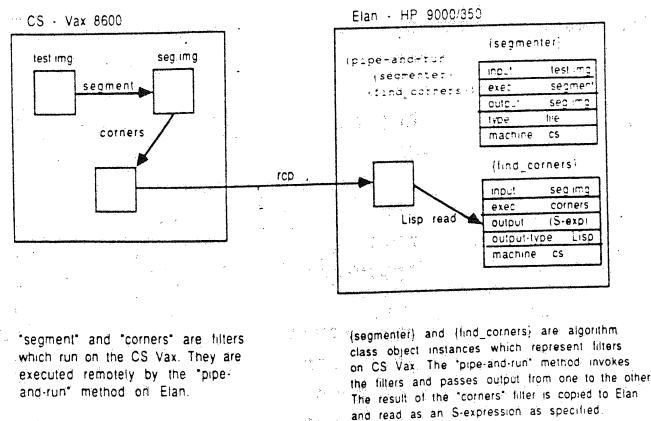 CS - Vax 8600
test.img
seg.img
segment
corners
rcp
Elan - HP 9000/350
(pipe-and-run
{segmenter}
{find_corners})
{segmenter}
input test.img
exec segment
output seg.img
type file
machine cs
{find_corners}
input seg.img
exec corners
output (S-exp)
output-type Lisp
machine cs
Lisp read
"segment" and "corners" are filters
which run on the CS Vax. They are
executed remotely by the "pipe-
and-run" method on Elan.
{segmenter} and {find_corners} are algorithm
class object instances which represent filters
on CS Vax. The "pipe-and-run" method invokes
the filters and passes output from one to the other
The result of the "corners" filter is copied to Elan
and read as an S-expression as specified.